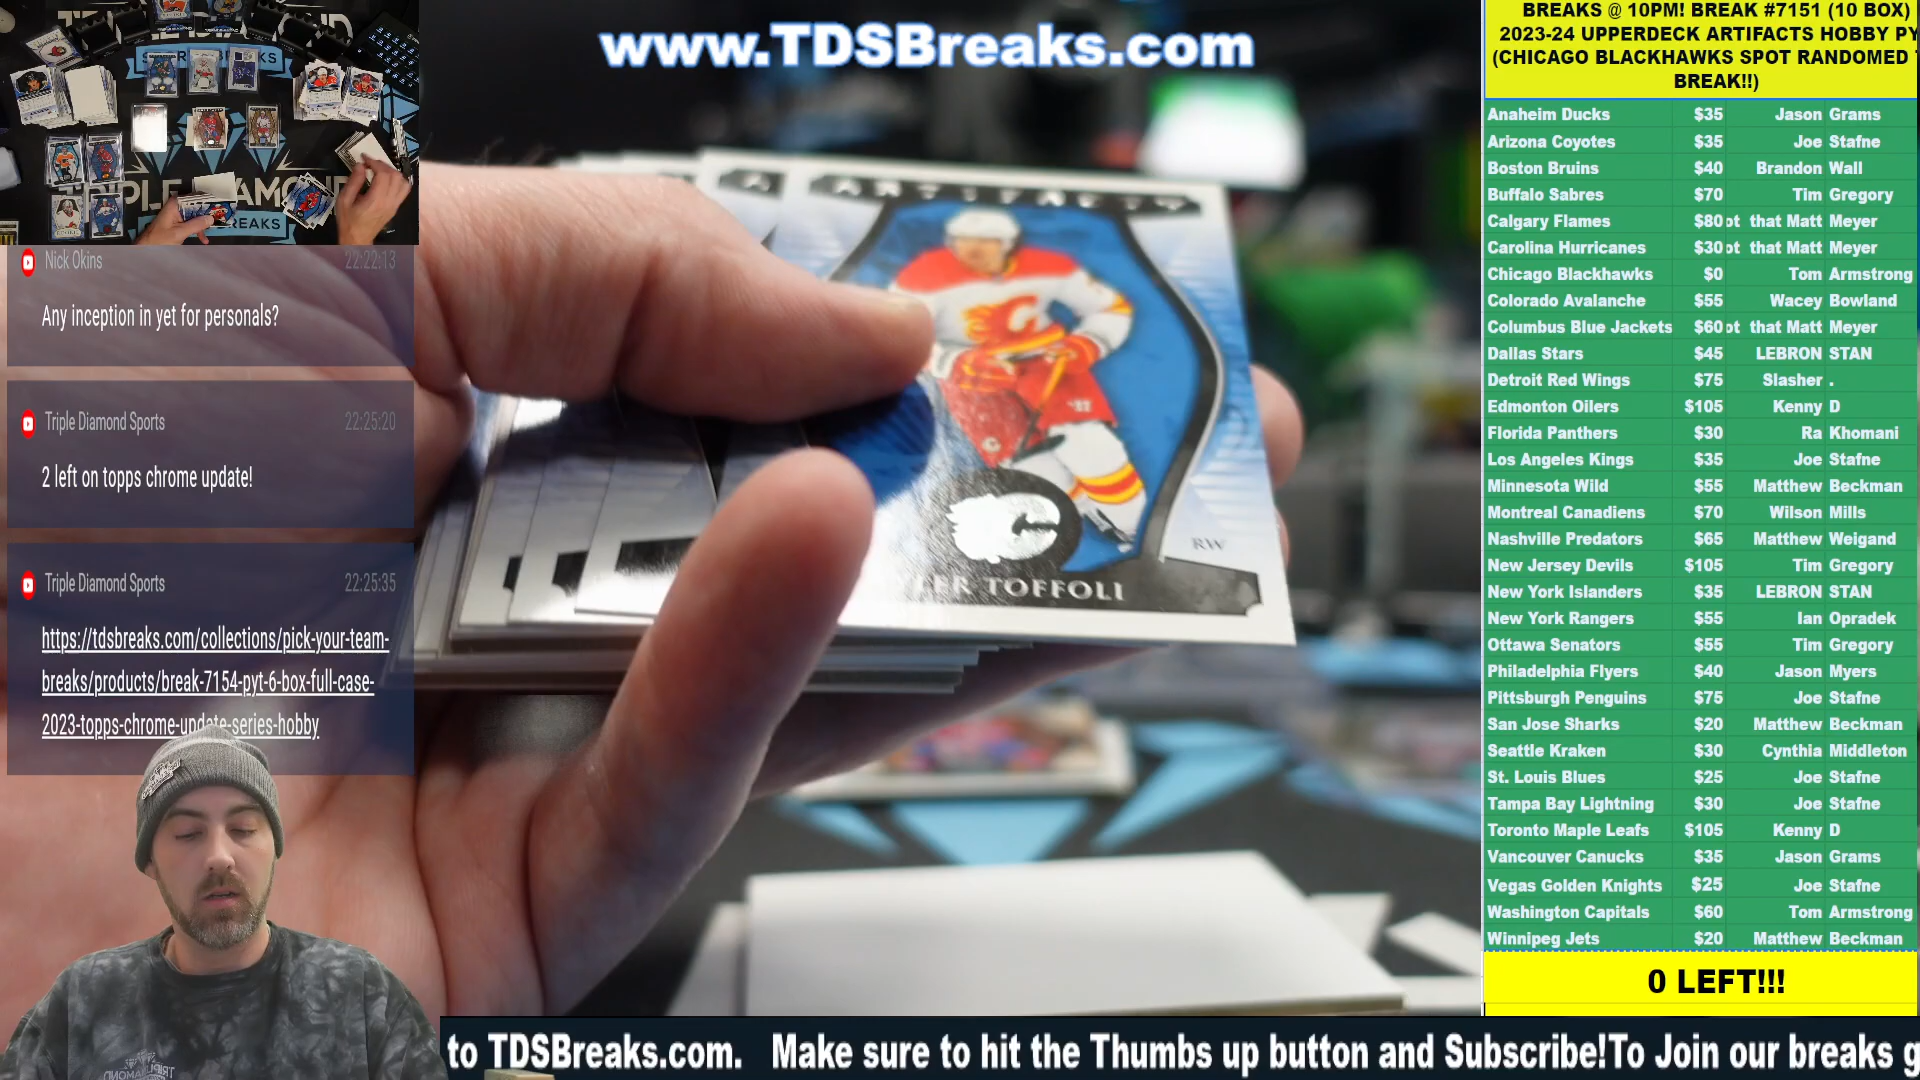 www.TDSBreaks.com
BREAKS @ 10PM! BREAK #7151 (10 BOX)
2023-24 UPPERDECK ARTIFACTS HOBBY PY
(CHICAGO BLACKHAWKS SPOT RANDOMED
BREAK!!)
Anaheim Ducks $35 Jason Grams
Arizona Coyotes $35 Joe Stafne
Boston Bruins $40 Brandon Wall
Buffalo Sabres $70 Tim Gregory
Calgary Flames $80 ot that Matt Meyer
Carolina Hurricanes $30 ot that Matt Meyer
Chicago Blackhawks $0 Tom Armstrong
Colorado Avalanche $55 Wacey Bowland
Columbus Blue Jackets $60 ot that Matt Meyer
Dallas Stars $45 LEBRON STAN
Detroit Red Wings $75 Slasher .
Edmonton Oilers $105 Kenny D
Florida Panthers $30 Ra Khomani
Los Angeles Kings $35 Joe Stafne
Minnesota Wild $55 Matthew Beckman
Montreal Canadiens $70 Wilson Mills
Nashville Predators $65 Matthew Weigand
New Jersey Devils $105 Tim Gregory
New York Islanders $35 LEBRON STAN
New York Rangers $55 Ian Opradek
Ottawa Senators $55 Tim Gregory
Philadelphia Flyers $40 Jason Myers
Pittsburgh Penguins $75 Joe Stafne
San Jose Sharks $20 Matthew Beckman
Seattle Kraken $30 Cynthia Middleton
St. Louis Blues $25 Joe Stafne
Tampa Bay Lightning $30 Joe Stafne
Toronto Maple Leafs $105 Kenny D
Vancouver Canucks $35 Jason Grams
Vegas Golden Knights $25 Joe Stafne
Washington Capitals $60 Tom Armstrong
Winnipeg Jets $20 Matthew Beckman
0 LEFT!!!
Nick Okins 22:22:13
Any inception in yet for personals?
Triple Diamond Sports 22:25:20
2 left on topps chrome update!
Triple Diamond Sports 22:25:35
https://tdsbreaks.com/collections/pick-your-team-
breaks/products/break-7154-pyt-6-box-full-case-
2023-topps-chrome-update-series-hobby
ARTIFACTS
RW
LER TOFFOLI
to TDSBreaks.com. Make sure to hit the Thumbs up button and Subscribe!To Join our breaks g